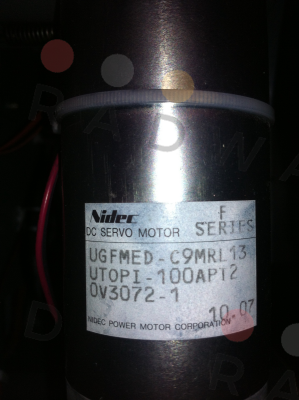 Nidec
F
DC SERVO MOTOR SERIES
UGFMED-C9MRL13
UTOPI-100APT2
OV3072-1
10.07
NIDEC POWER MOTOR CORPORATION